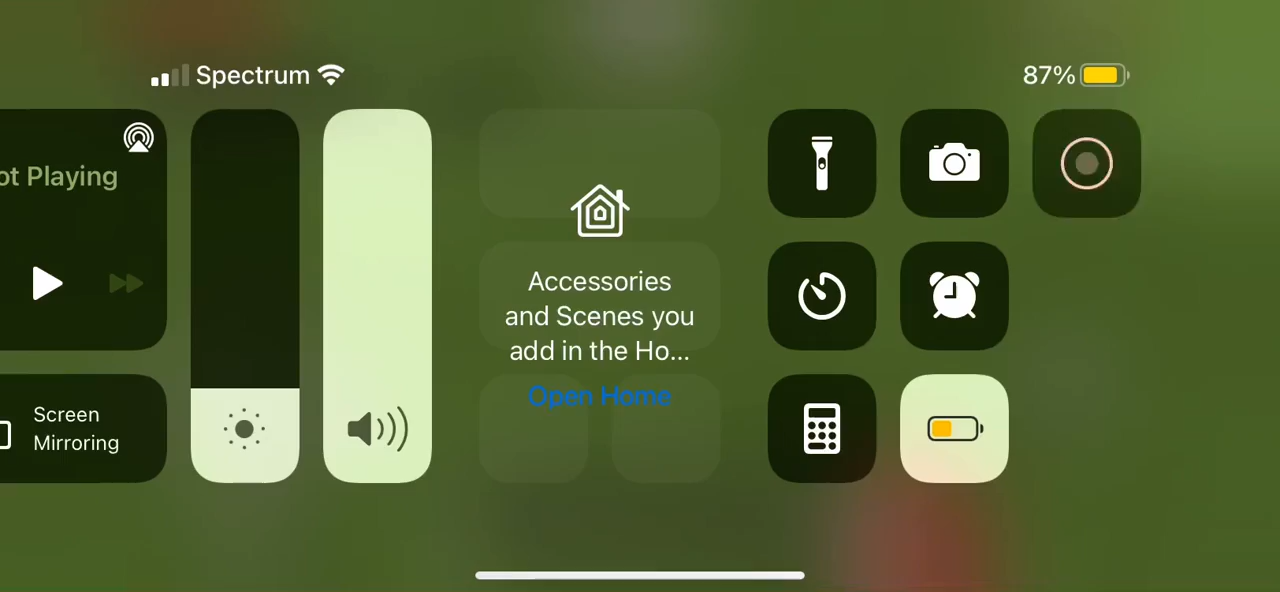 Spectrum
87%
ot Playing
Screen
Mirroring
Accessories
and Scenes you
add in the Ho...
Open Home